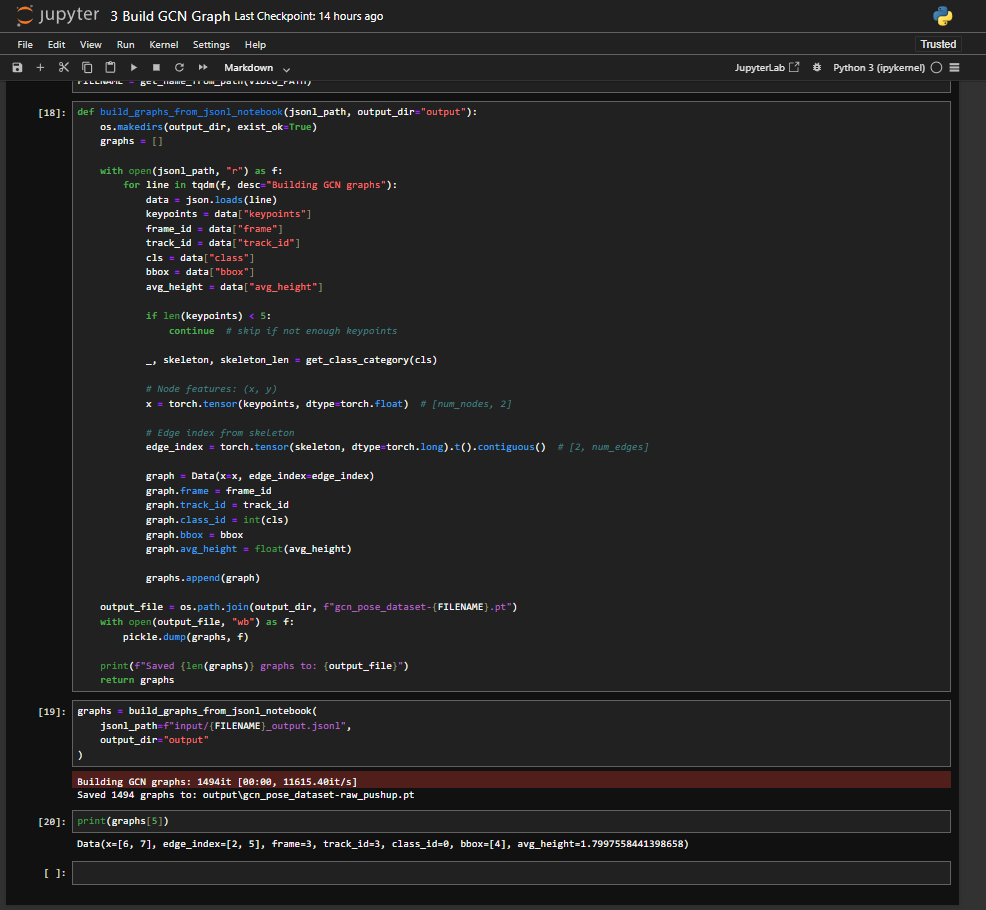 jupyter 3 Build GCN Graph Last Checkpoint: 14 hours ago
File Edit View Run Kernel Settings Help Trusted
Markdown JupyterLab Python 3 (ipykernel)
FILENAME = get_name_from_path(VIDEO_PATH)
[18]: def build_graphs_from_jsonl_notebook(jsonl_path, output_dir="output"):
    os.makedirs(output_dir, exist_ok=True)
    graphs = []
    with open(jsonl_path, "r") as f:
        for line in tqdm(f, desc="Building GCN graphs"):
            data = json.loads(line)
            keypoints = data["keypoints"]
            frame_id = data["frame"]
            track_id = data["track_id"]
            cls = data["class"]
            bbox = data["bbox"]
            avg_height = data["avg_height"]
            if len(keypoints) < 5:
                continue  # skip if not enough keypoints
            _, skeleton, skeleton_len = get_class_category(cls)
            # Node features: (x, y)
            x = torch.tensor(keypoints, dtype=torch.float)  # [num_nodes, 2]
            # Edge index from skeleton
            edge_index = torch.tensor(skeleton, dtype=torch.long).t().contiguous()  # [2, num_edges]
            graph = Data(x=x, edge_index=edge_index)
            graph.frame = frame_id
            graph.track_id = track_id
            graph.class_id = int(cls)
            graph.bbox = bbox
            graph.avg_height = float(avg_height)
            graphs.append(graph)
    output_file = os.path.join(output_dir, f"gcn_pose_dataset-{FILENAME}.pt")
    with open(output_file, "wb") as f:
        pickle.dump(graphs, f)
    print(f"Saved {len(graphs)} graphs to: {output_file}")
    return graphs
[19]: graphs = build_graphs_from_jsonl_notebook(
    jsonl_path=f"input/{FILENAME}_output.jsonl",
    output_dir="output"
)
Building GCN graphs: 1494it [00:00, 11615.40it/s]
Saved 1494 graphs to: output\gcn_pose_dataset-raw_pushup.pt
[20]: print(graphs[5])
Data(x=[6, 7], edge_index=[2, 5], frame=3, track_id=3, class_id=0, bbox=[4], avg_height=1.7997558441398658)
[ ]: